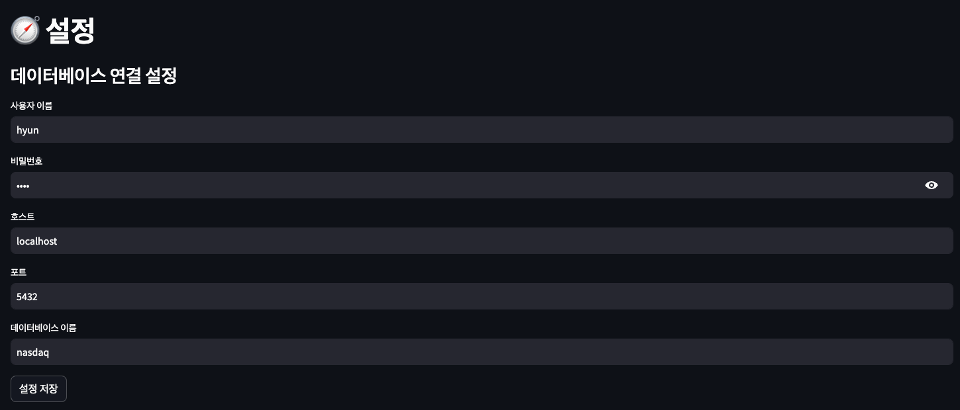 설정
데이터베이스 연결 설정
사용자 이름
hyun
비밀번호
••••
호스트
localhost
포트
5432
데이터베이스 이름
nasdaq
설정 저장